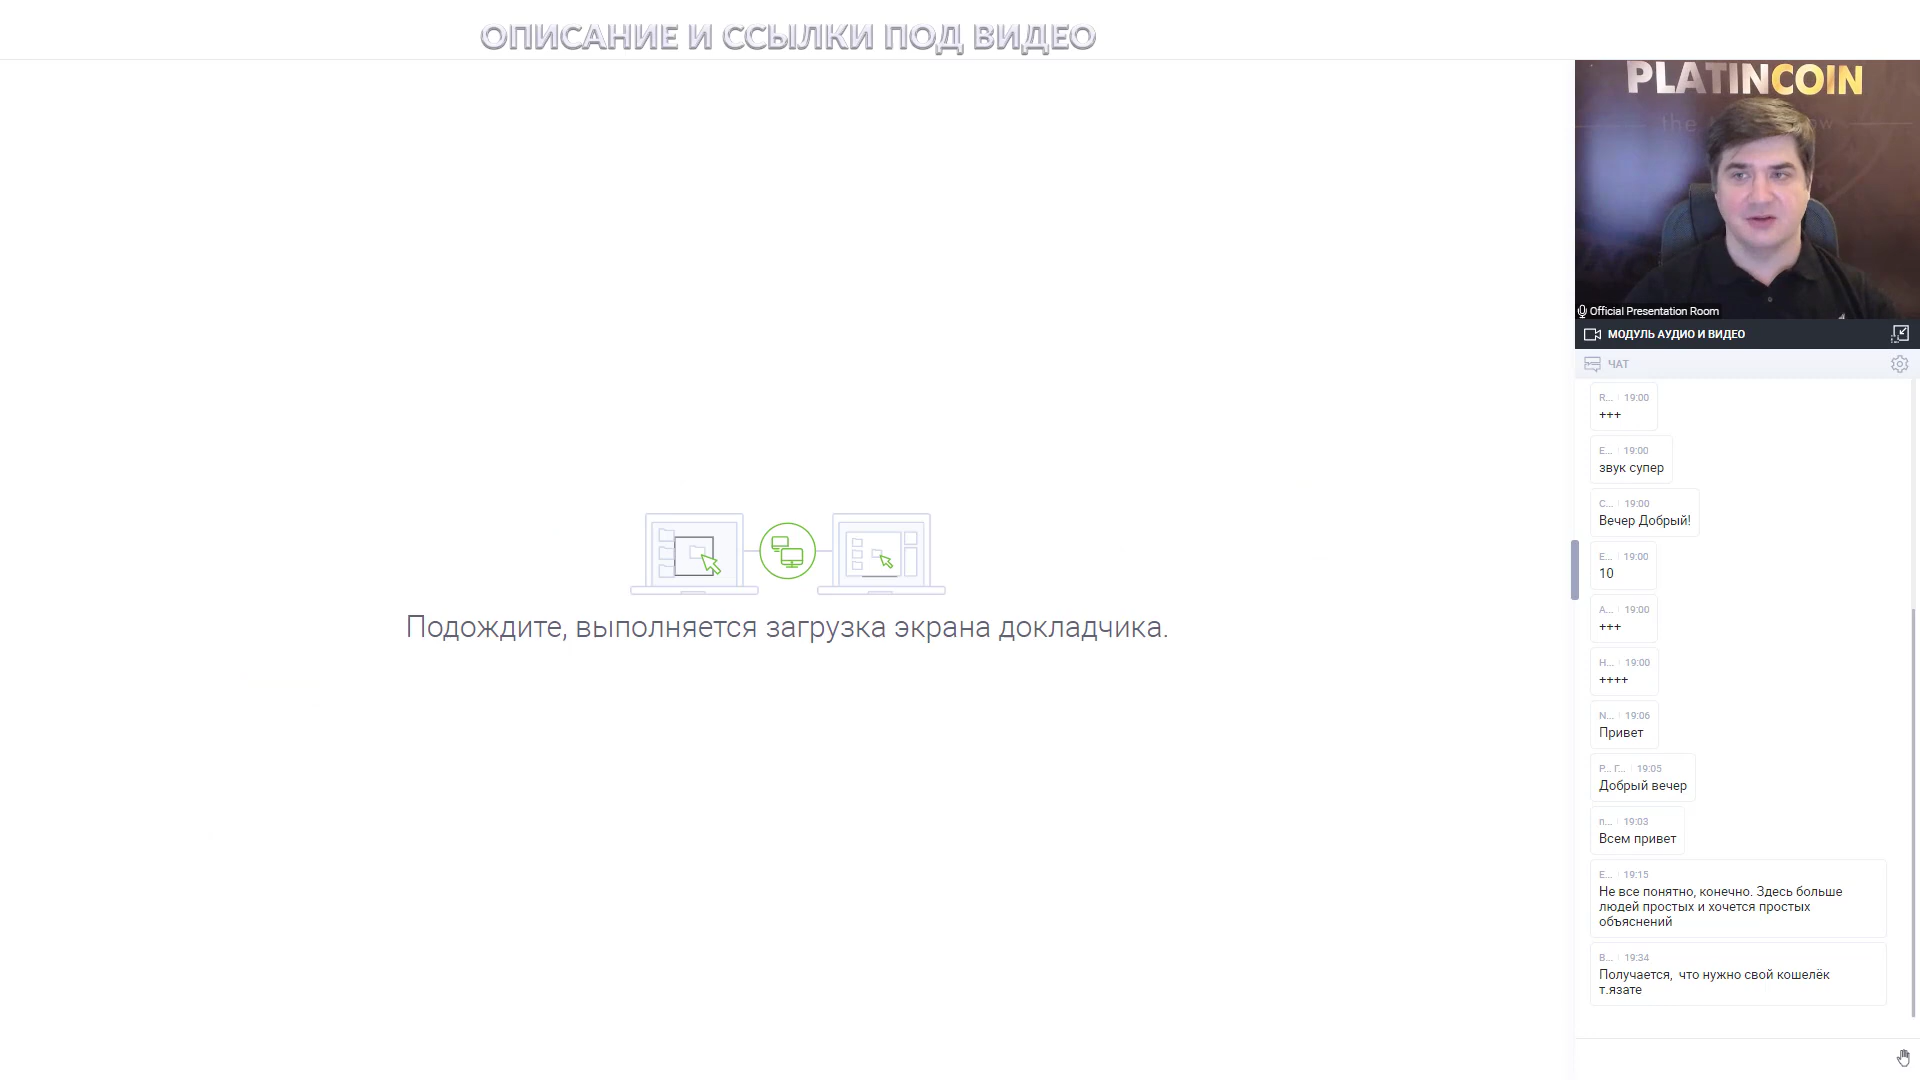 ОПИСАНИЕ И ССЫЛКИ ПОД ВИДЕО
PLATINCOIN
the
Official Presentation Room
МОДУЛЬ АУДИО И ВИДЕО
ЧАТ
R... 19:00
+++
E... 19:00
звук супер
С... 19:00
Вечер Добрый!
E... 19:00
10
A... 19:00
+++
Н... 19:00
++++
N... 19:06
Привет
Р... Г... 19:05
Добрый вечер
п... 19:03
Всем привет
E... 19:15
Не все понятно, конечно. Здесь больше
людей простых и хочется простых
объяснений
В... 19:34
Получается, что нужно свой кошелёк
т.язате
Подождите, выполняется загрузка экрана докладчика.